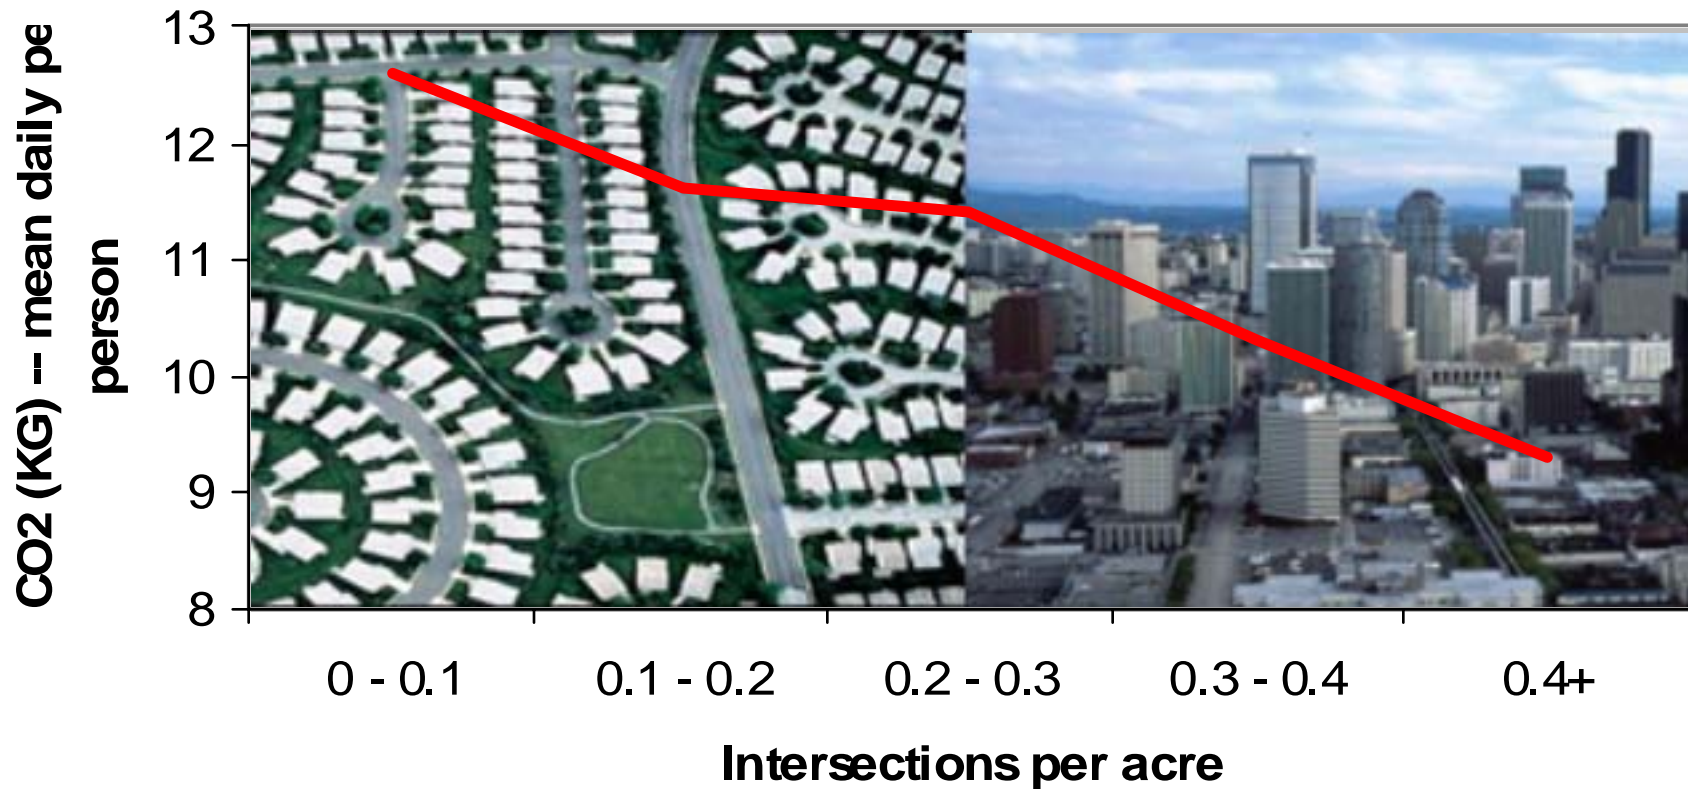 CO2 (KG) -- mean daily pe
person
13
12
11
10
9
8
0 - 0.1
0.1 - 0.2
0.2 - 0.3
0.3 - 0.4
0.4+
Intersections per acre